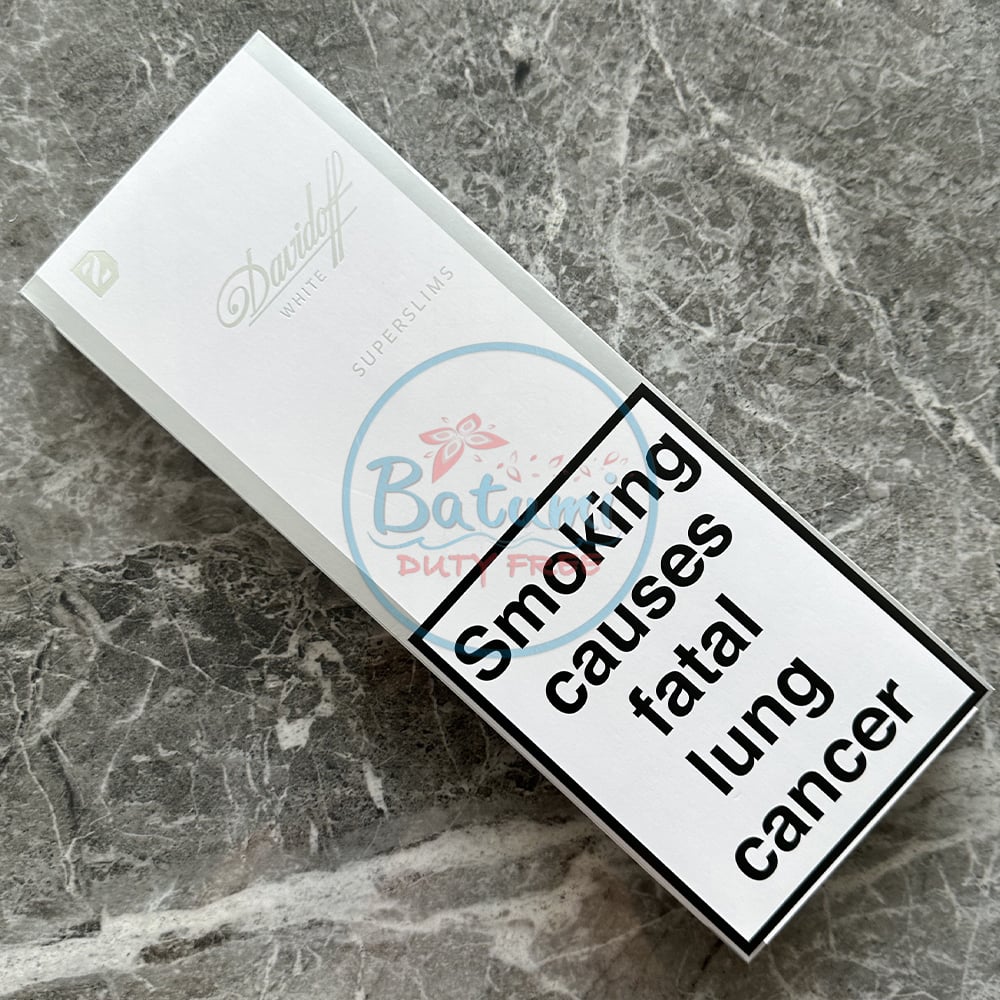 Davidoff
WHITE
SUPERSLIMS
Batumi
DUTY FREE
Smoking
causes
fatal
lung
cancer